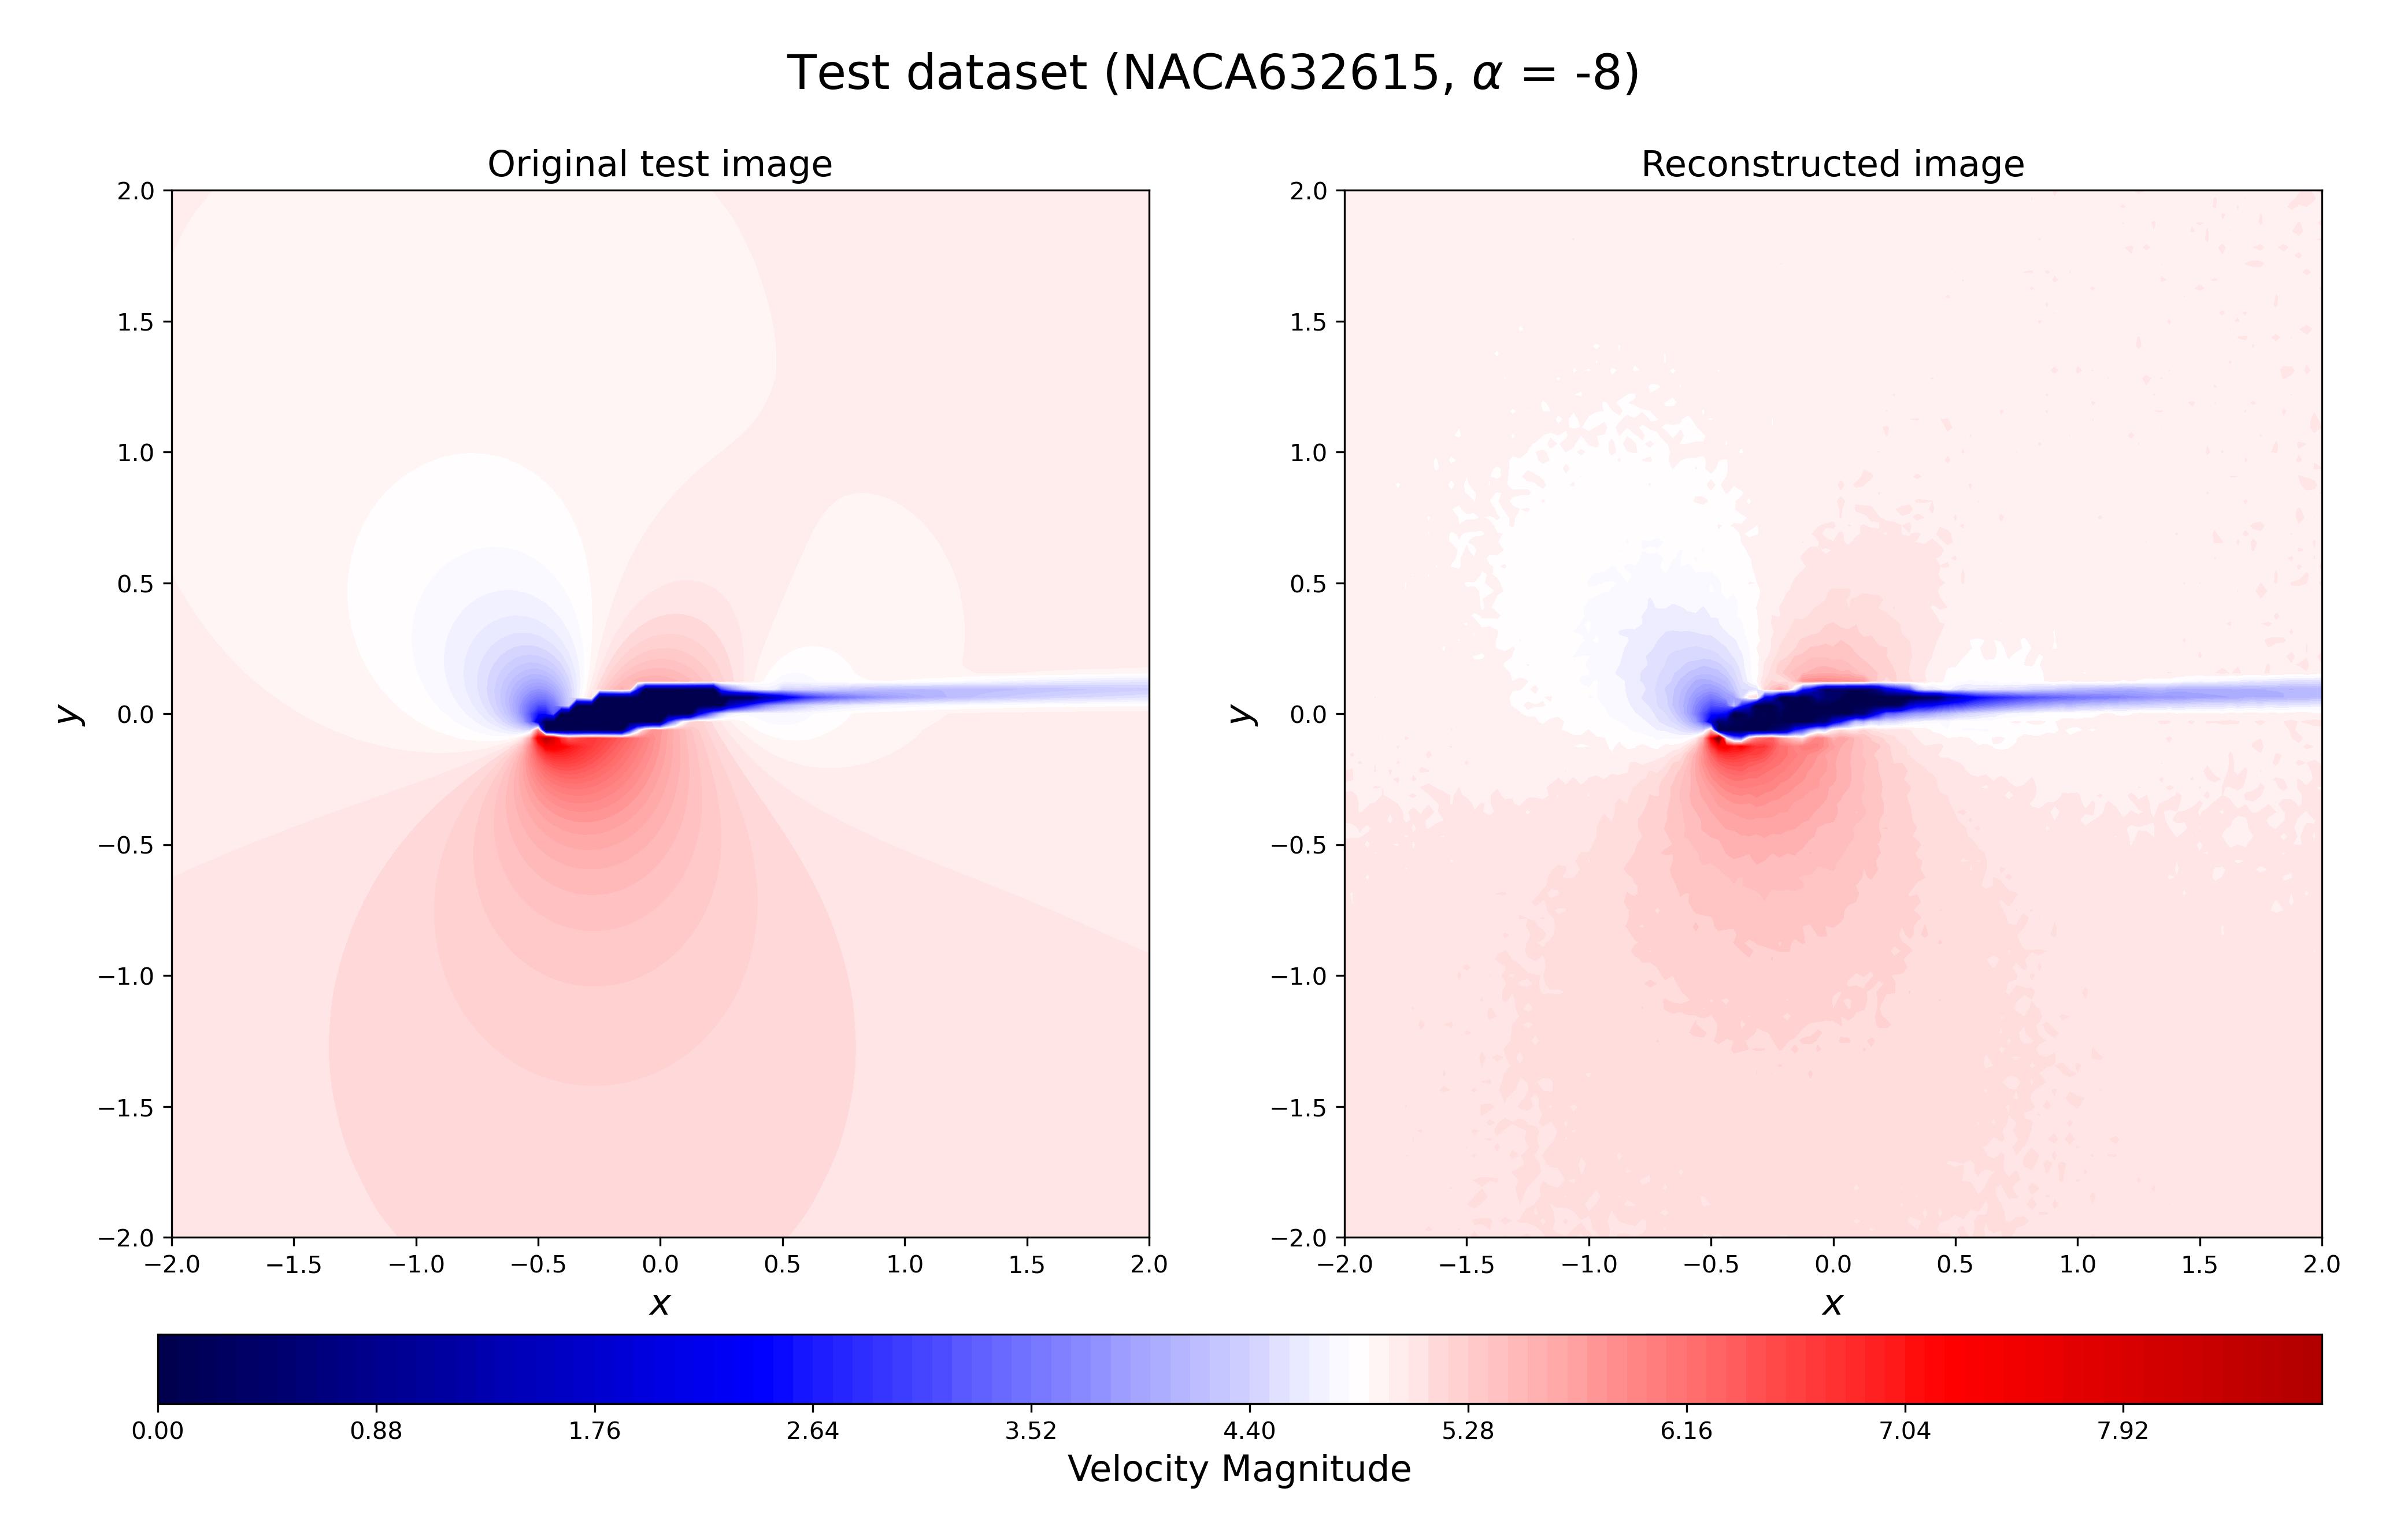 Test dataset (NACA632615, α = -8)
Original test image
Reconstructed image
2.0
1.5
1.0
0.5
0.0
−0.5
−1.0
−1.5
−2.0
y
−2.0 −1.5 −1.0 −0.5 0.0 0.5 1.0 1.5 2.0
x
2.0
1.5
1.0
0.5
0.0
−0.5
−1.0
−1.5
−2.0
y
−2.0 −1.5 −1.0 −0.5 0.0 0.5 1.0 1.5 2.0
x
0.00 0.88 1.76 2.64 3.52 4.40 5.28 6.16 7.04 7.92
Velocity Magnitude